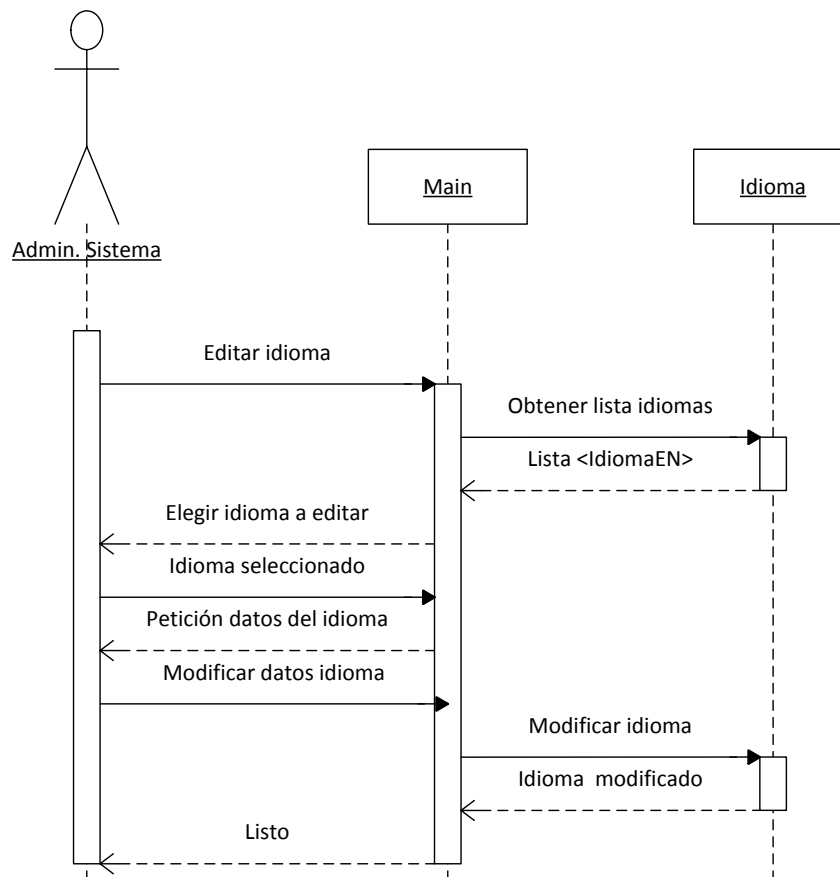 Admin. Sistema
Main
Idioma
Editar idioma
Obtener lista idiomas
Lista <IdiomaEN>
Elegir idioma a editar
Idioma seleccionado
Petición datos del idioma
Modificar datos idioma
Modificar idioma
Idioma  modificado
Listo